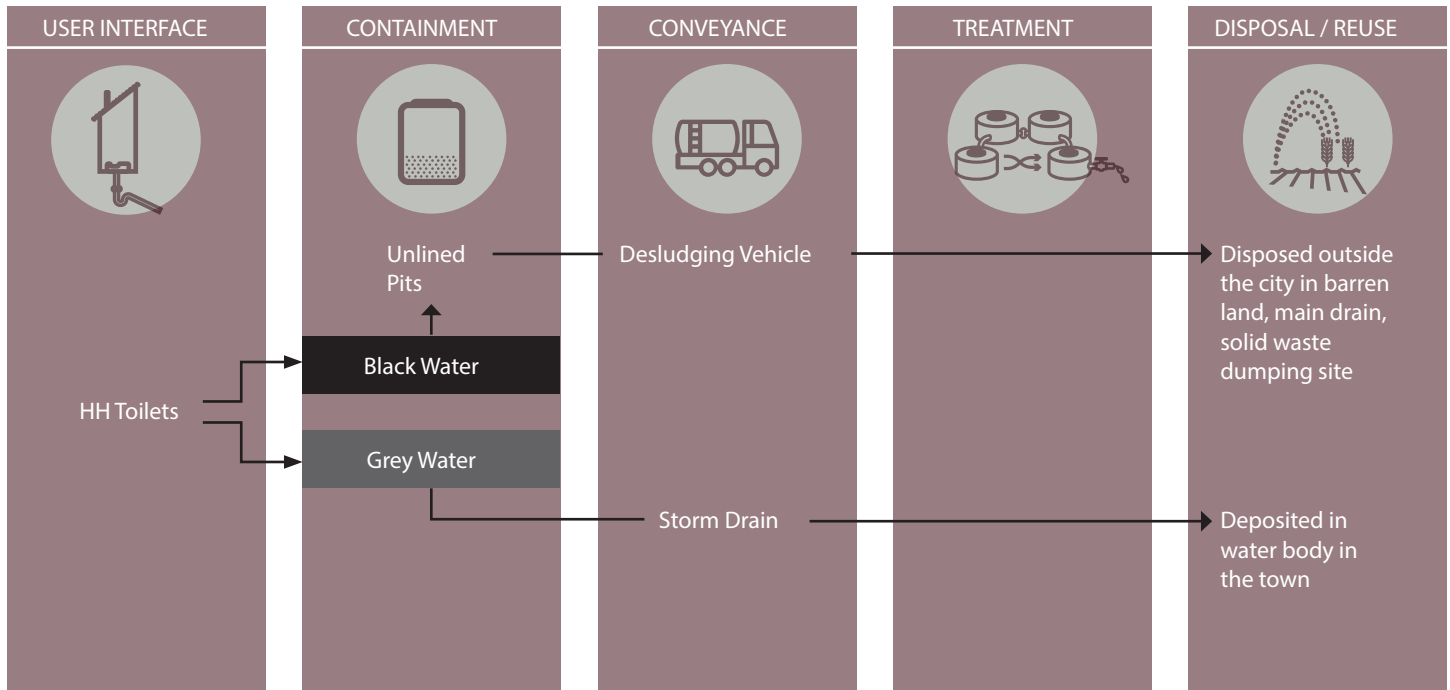 USER INTERFACE
CONTAINMENT
CONVEYANCE
TREATMENT
DISPOSAL / REUSE
Unlined
Pits
Desludging Vehicle
Disposed outside
the city in barren
land, main drain,
solid waste
dumping site
Black Water
HH Toilets
Grey Water
Storm Drain
Deposited in
water body in
the town